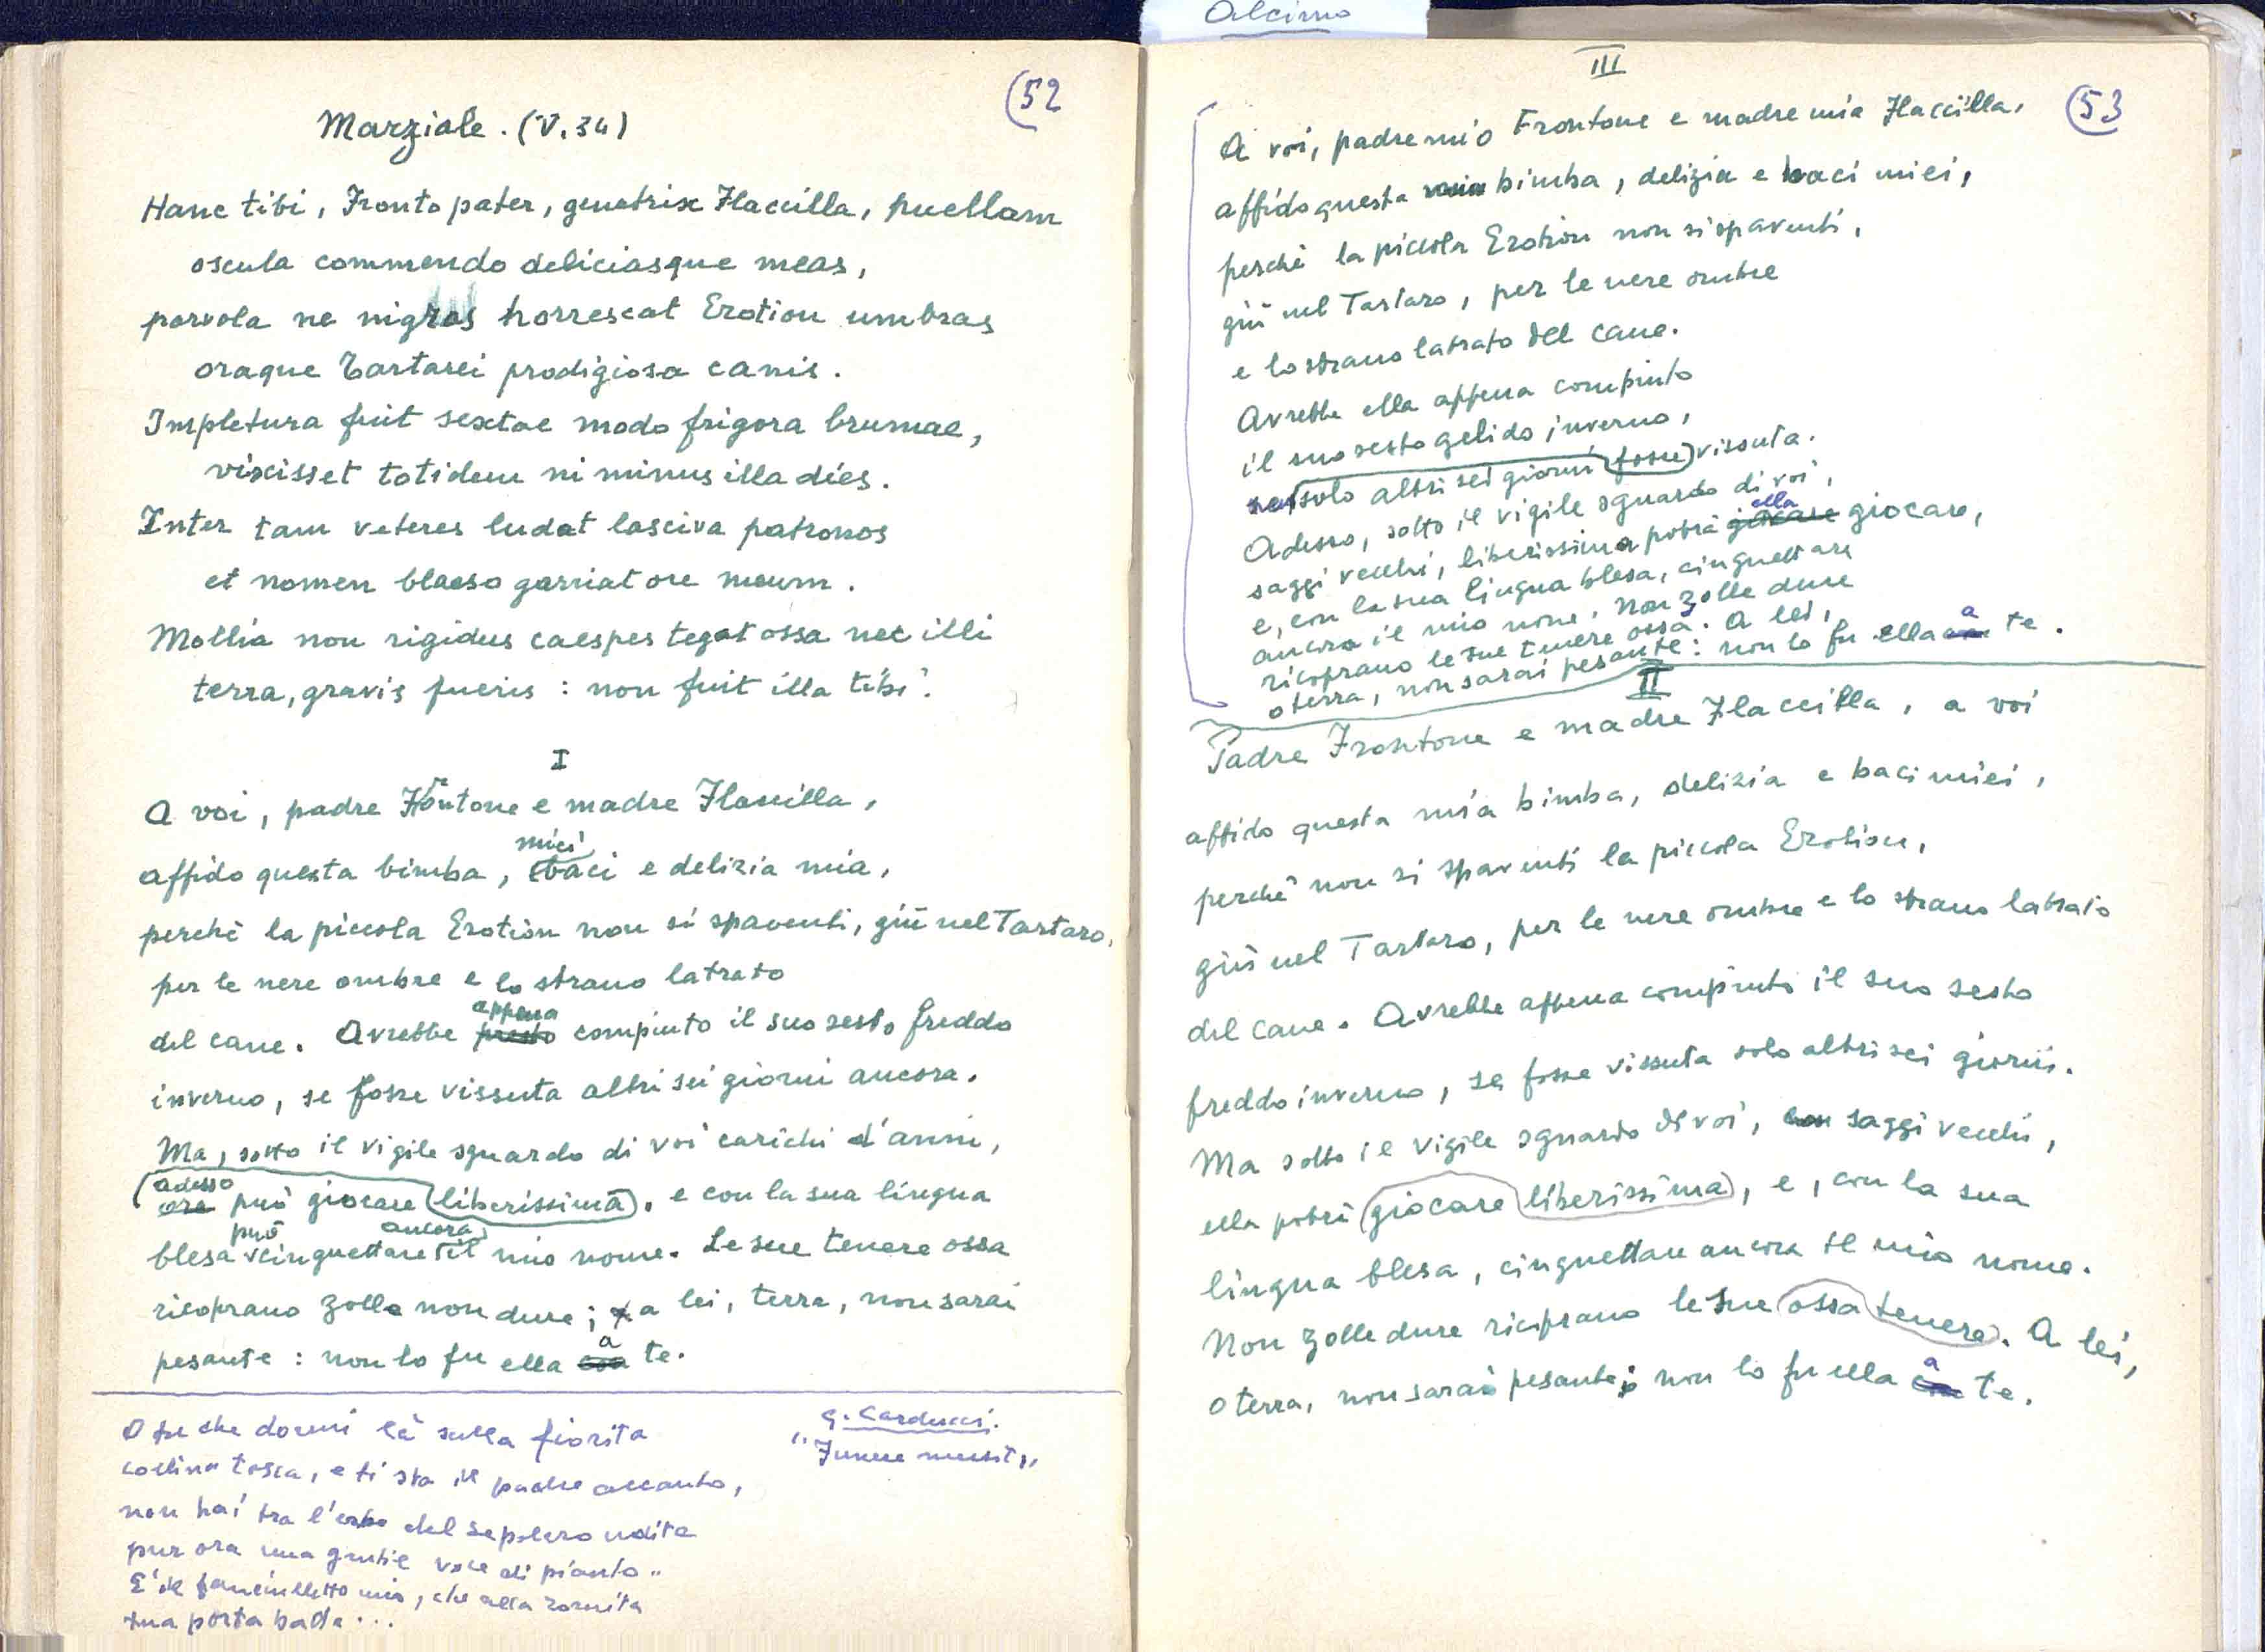 Alcimo
(52
Marziale. (V. 34)
Hanc tibi, Fronto pater, genetrix Flaccilla, puellam
oscula commendo deliciasque meas,
parvola ne nigras horrescat Erotion umbras
oraque Tartarei prodigiosa canis.
Impletura fuit sextae modo frigora brumae,
vixisset totidem ni minus illa dies.
Inter tam veteres ludat lasciva patronos
et nomen blaeso garriat ore meum.
Mollia non rigidus caespes tegat ossa nec illi
terra, gravis fueris: non fuit illa tibi.
I
A voi, padre Frontone e madre Flaccilla,
miei
affido questa bimba, baci e delizia mia,
perchè la piccola Erotion non si spaventi, giù nel Tartaro,
per le nere ombre e lo strano latrato
appena
del cane. Avrebbe presto compiuto il suo sesto freddo
inverno, se fosse vissuta altri sei giorni ancora.
Ma, sotto il vigile sguardo di voi carichi d'anni,
adesso
ora può giocare liberissima, e con la sua lingua
può ancora
blesa cinguettare il mio nome. Le sue tenere ossa
ricoprano zolle non dure; a lei, terra, non sarai
a
pesante: non lo fu ella con te.
O tu che dormi là sulla fiorita
collina tosca, e ti sta il padre accanto,
non hai tra l'erba del sepolcro udita
pur ora una gentil voce di pianto..
E' il fanciulletto mio, che alla romita
tua porta batte...
G. Carducci.
"Funere mersit"
III
(53
A voi, padre mio Frontone e madre mia Flaccilla,
affido questa mia bimba, delizia e baci miei,
perchè la piccola Erotion non si spaventi,
giù nel Tartaro, per le nere ombre
e lo strano latrato del cane.
Avrebbe ella appena compiuto
il suo sesto gelido inverno,
se solo altri sei giorni fosse vissuta.
Adesso, sotto il vigile sguardo di voi,
ella
saggi vecchi, liberissima potrà giocare giocare,
e, con la sua lingua blesa, cinguettare
ancora il mio nome. Non zolle dure
ricoprano le sue tenere ossa. A lei,
a
o terra, non sarai pesante: non lo fu ella con te.
II
Padre Frontone e madre Flaccilla, a voi
affido questa mia bimba, delizia e baci miei,
perchè non si spaventi la piccola Erotion,
giù nel Tartaro, per le nere ombre e lo strano latrato
del cane. Avrebbe appena compiuto il suo sesto
freddo inverno, se fosse vissuta solo altri sei giorni.
Ma sotto il vigile sguardo di voi, saggi vecchi,
ella potrà giocare liberissima, e, con la sua
lingua blesa, cinguettare ancora il mio nome.
Non zolle dure ricoprano le sue ossa tenere. A lei,
a
o terra, non sarai pesante; non lo fu ella con te.